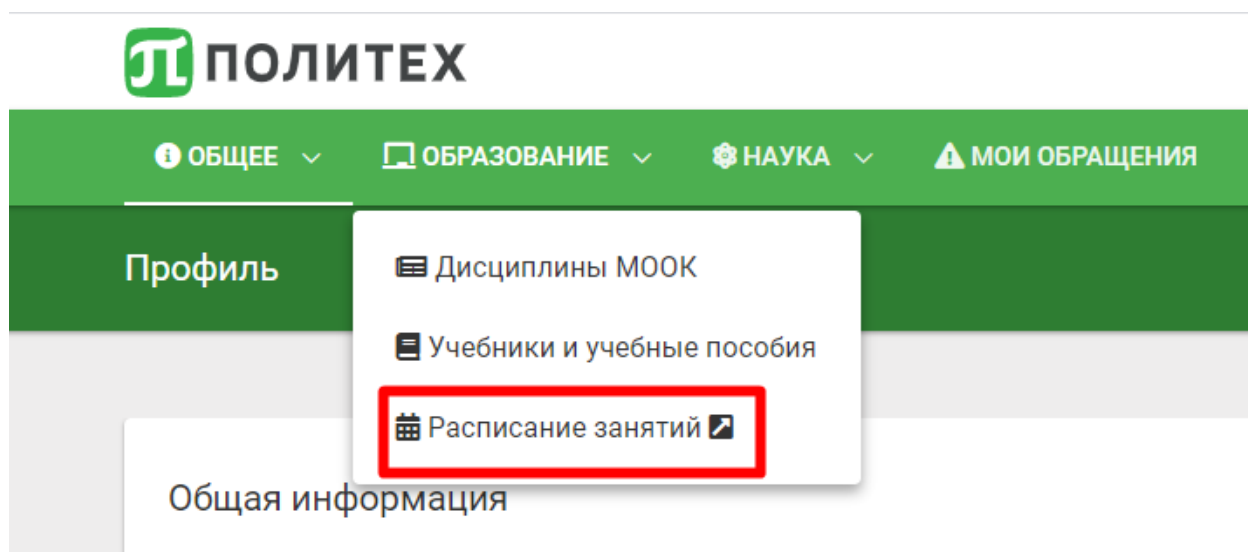 ПОЛИТЕХ
ОБЩЕЕ ОБРАЗОВАНИЕ НАУКА МОИ ОБРАЩЕНИЯ
Профиль
Дисциплины МООК
Учебники и учебные пособия
Расписание занятий
Общая информация